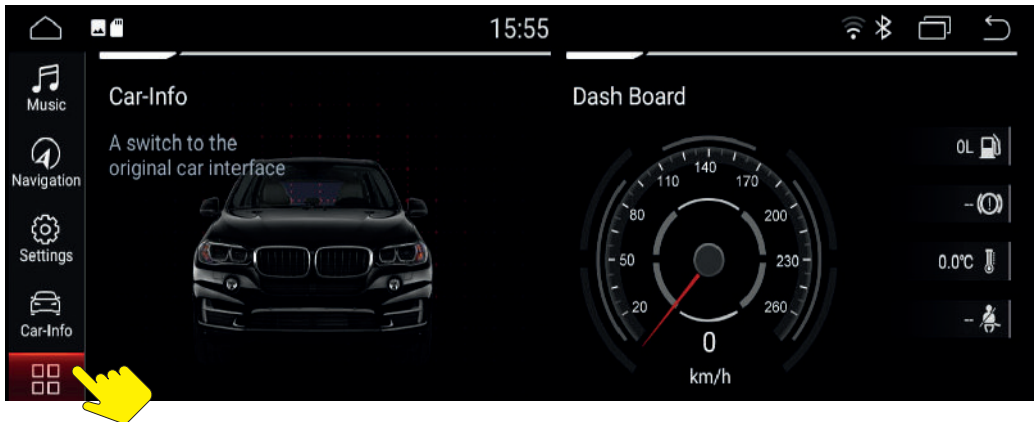 15:55
Music
Navigation
Settings
Car-Info
Car-Info
A switch to the
original car interface
Dash Board
20
50
80
110
140
170
200
230
260
0
km/h
0L
--
0.0℃
--